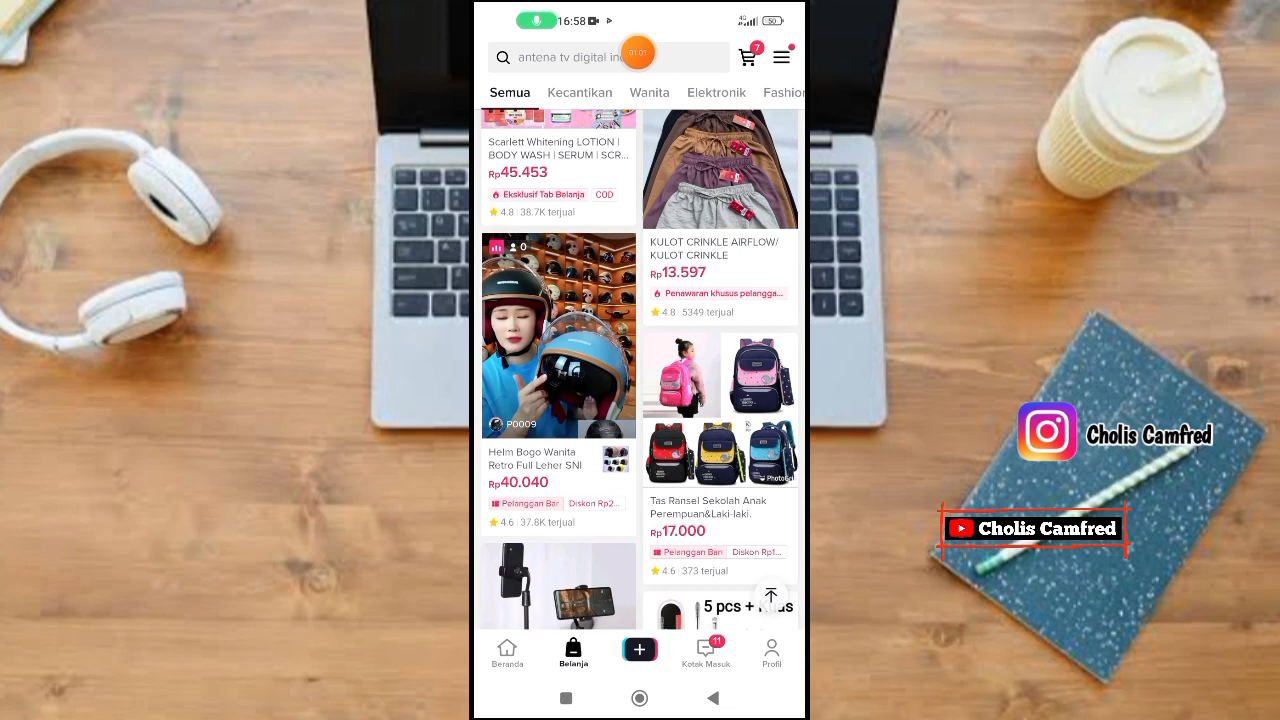 16:58
4G
50
antena tv digital in
01:01
7
Semua
Kecantikan
Wanita
Elektronik
Fashion
Scarlett Whitening LOTION |
BODY WASH | SERUM | SCR...
Rp45.453
Eksklusif Tab Belanja
COD
4.8 | 38.7K terjual
0
P0009
Helm Bogo Wanita
Retro Full Leher SNI
Rp40.040
Pelanggan Bar
Diskon Rp2...
4.6 | 37.8K terjual
KULOT CRINKLE AIRFLOW/
KULOT CRINKLE
Rp13.597
Penawaran khusus pelangga...
4.8 | 5349 terjual
Tas Ransel Sekolah Anak
Perempuan&Laki-laki.
Rp17.000
Pelanggan Bar
Diskon Rp1...
4.6 | 373 terjual
5 pcs +
Beranda
Belanja
11
Kotak Masuk
Profil
Cholis Camfred
Cholis Camfred